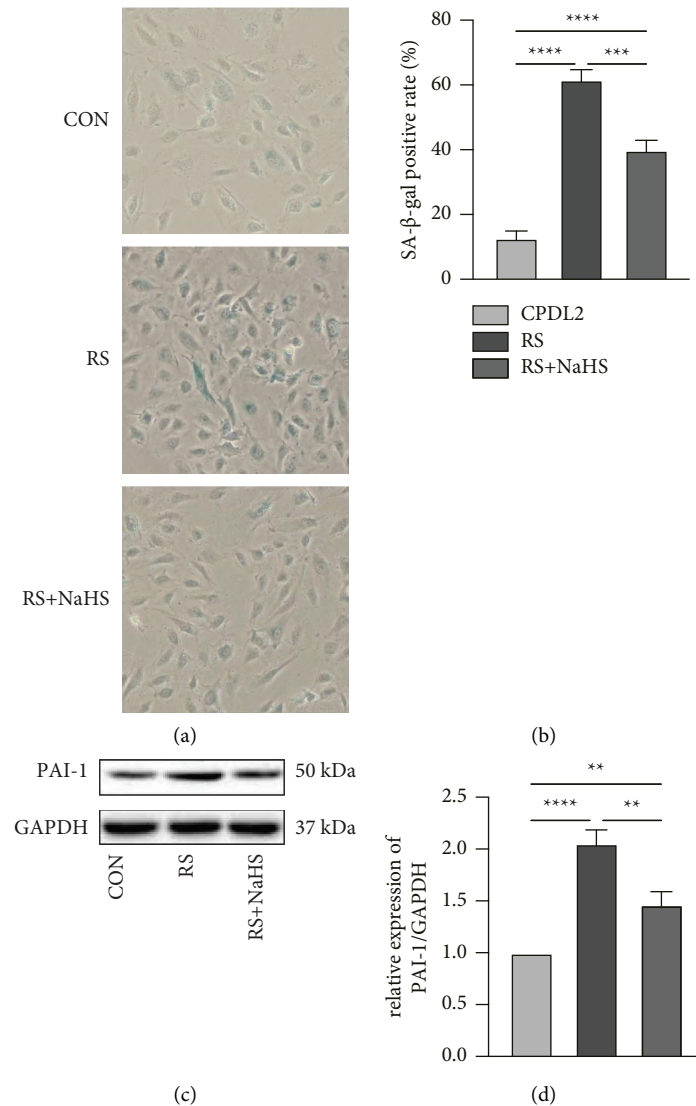 CON
RS
RS+NaHS
(a)
SA-β-gal positive rate (%)
80
60
40
20
0
****
**** ***
CPDL2
RS
RS+NaHS
(b)
PAI-1 50 kDa
GAPDH 37 kDa
CON
RS
RS+NaHS
(c)
relative expression of
PAI-1/GAPDH
2.5
2.0
1.5
1.0
0.5
0.0
**
**** **
(d)